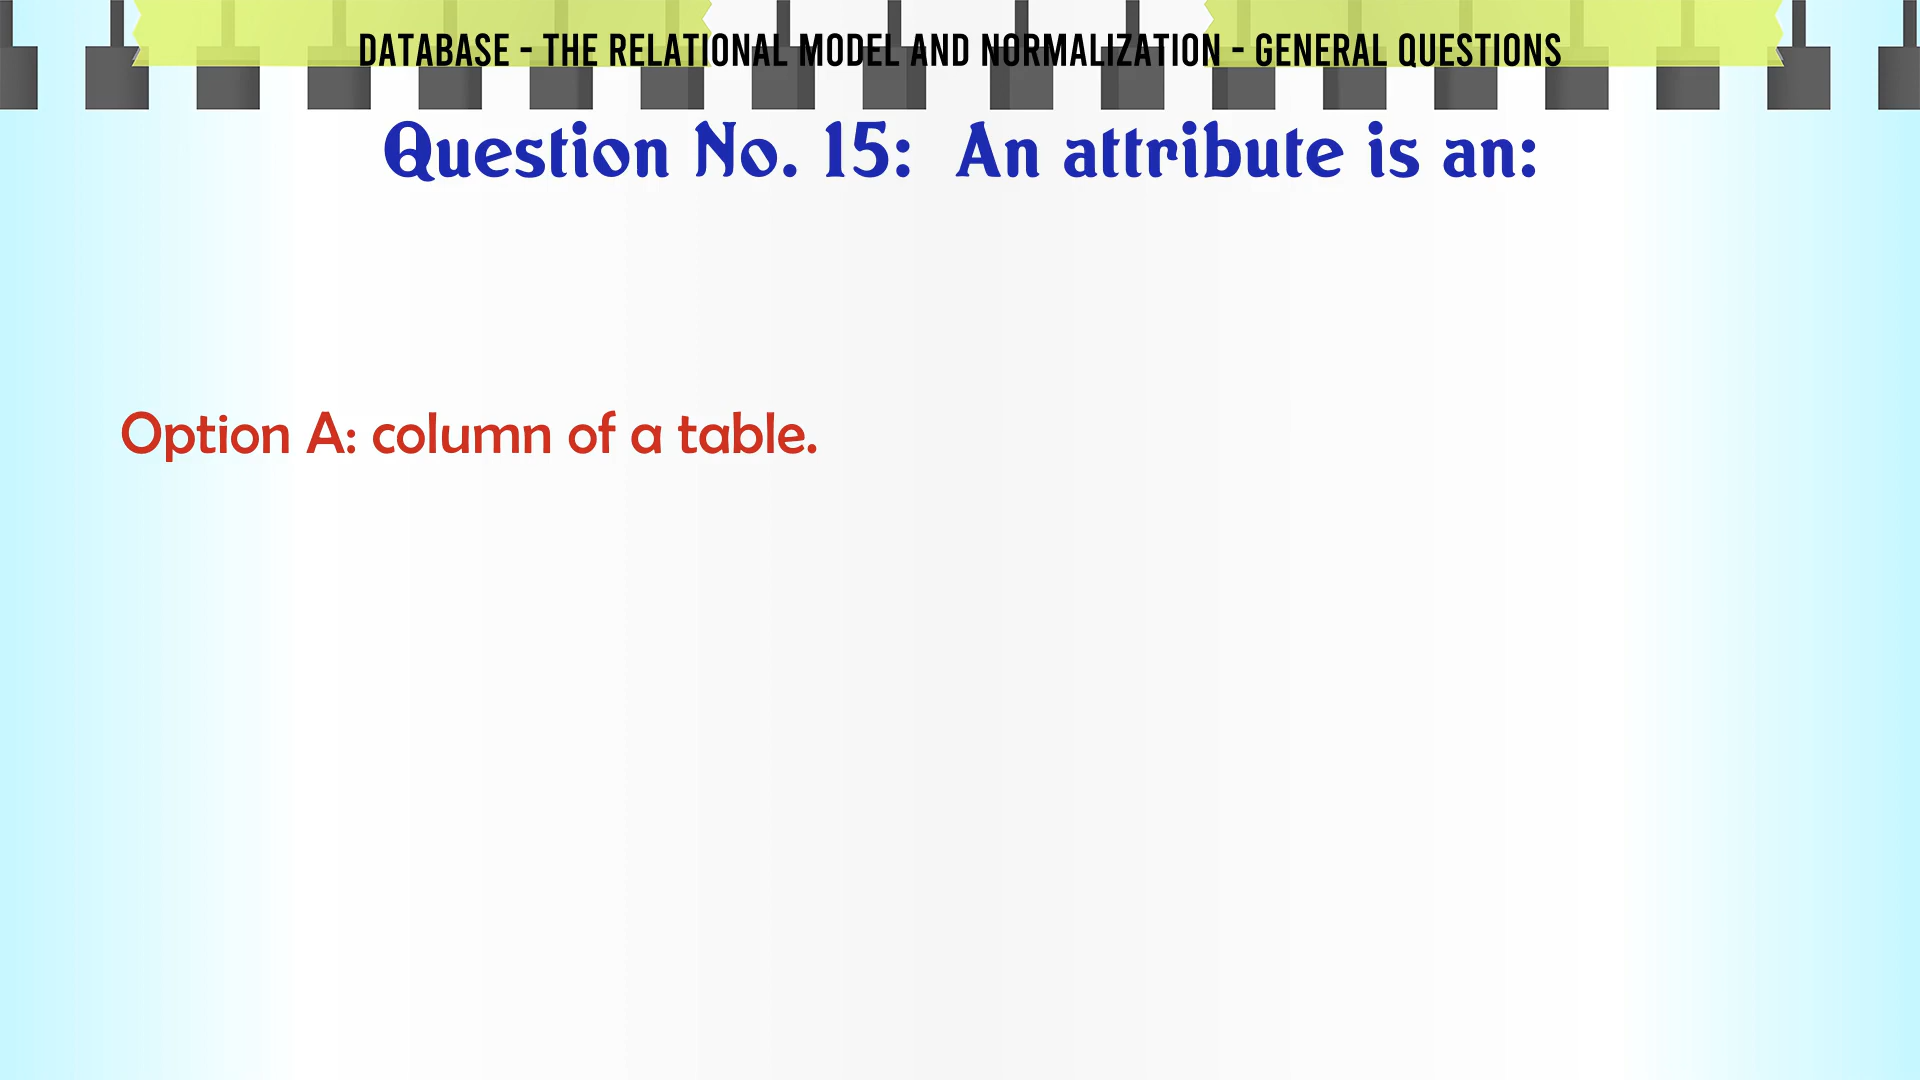 DATABASE - THE RELATIONAL MODEL AND NORMALIZATION - GENERAL QUESTIONS
Question No. 15: An attribute is an:
Option A: column of a table.